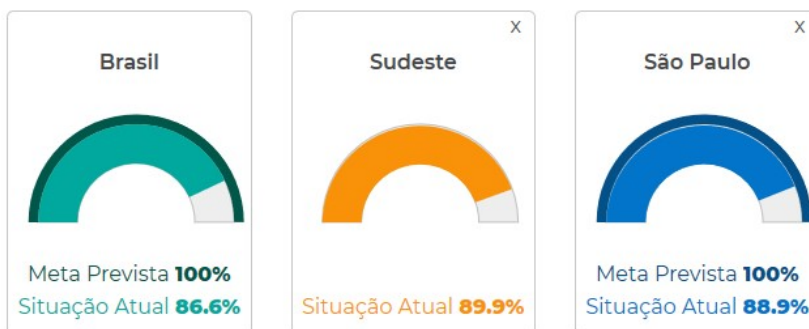 Brasil
Meta Prevista 100%
Situação Atual 86.6%
X
Sudeste
Situação Atual 89.9%
X
São Paulo
Meta Prevista 100%
Situação Atual 88.9%